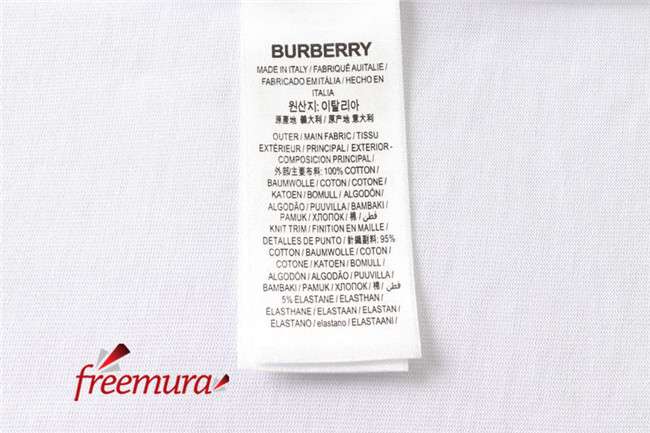 BURBERRY
MADE IN ITALY / FABRIQUÉ AUITALIE /
FABRICADO EM ITÁLIA / HECHO EN
ITALIA
원산지: 이탈리아
原產地 義大利 / 原产地 意大利
OUTER / MAIN FABRIC / TISSU
EXTÉRIEUR / PRINCIPAL / EXTERIOR -
COMPOSICION PRINCIPAL /
外部/主要布料: 100% COTTON /
BAUMWOLLE / COTON / COTONE /
KATOEN / BOMULL / ALGODÓN /
ALGODÃO / PUUVILLA / BAMBAKI /
PAMUK / ХЛОПОК / 棉 / قطن /
KNIT TRIM / FINITION EN MAILLE /
DETALLES DE PUNTO / 針織副料: 95%
COTTON / BAUMWOLLE / COTON /
COTONE / KATOEN / BOMULL /
ALGODÓN / ALGODÃO / PUUVILLA /
BAMBAKI / PAMUK / ХЛОПОК / 棉 / قطن /
5% ELASTANE / ELASTHAN /
ÉLASTHANE / ELASTAAN / ELASTAN /
ELASTANO / elastano / ELASTAANI /
freemura